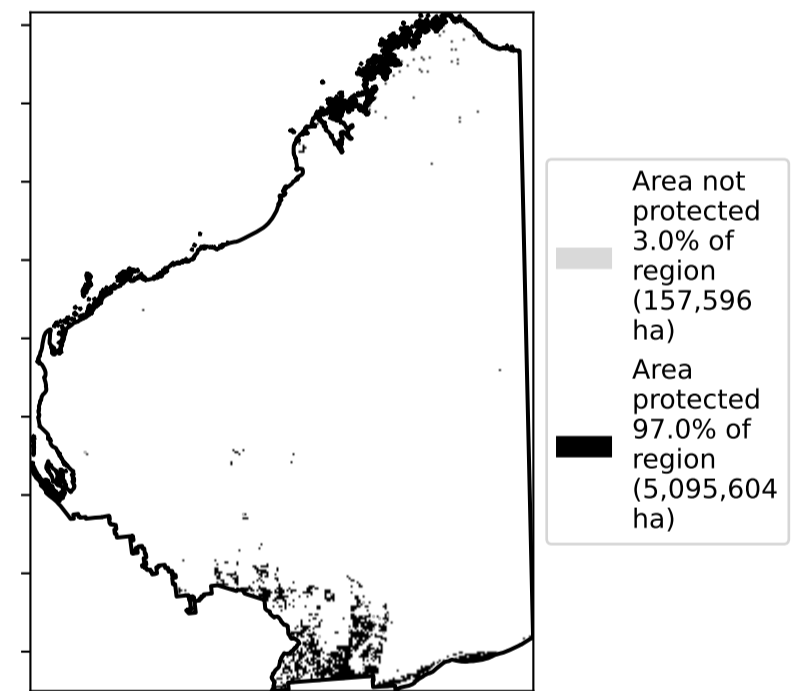 Area not
protected
3.0% of
region
(157,596
ha)
Area
protected
97.0% of
region
(5,095,604
ha)